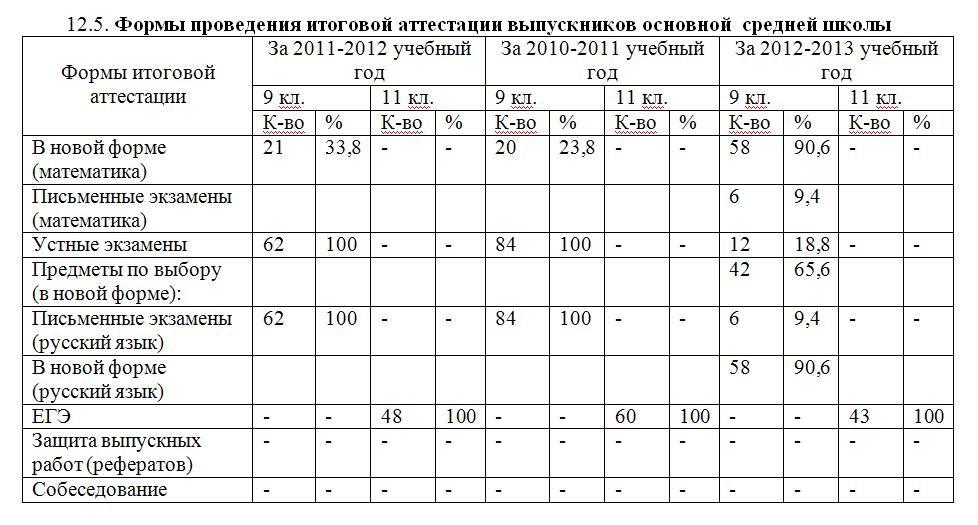 12.5. Формы проведения итоговой аттестации выпускников основной средней школы
Формы итоговой аттестации | За 2011-2012 учебный год | За 2010-2011 учебный год | За 2012-2013 учебный год
9 кл. | 11 кл. | 9 кл. | 11 кл. | 9 кл. | 11 кл.
К-во | % | К-во | % | К-во | % | К-во | % | К-во | % | К-во | %
В новой форме (математика) | 21 | 33,8 | - | - | 20 | 23,8 | - | - | 58 | 90,6 | - | -
Письменные экзамены (математика) | | | | | | | | | 6 | 9,4 | |
Устные экзамены | 62 | 100 | - | - | 84 | 100 | - | - | 12 | 18,8 | - | -
Предметы по выбору (в новой форме): | | | | | | | | | 42 | 65,6 | |
Письменные экзамены (русский язык) | 62 | 100 | - | - | 84 | 100 | - | - | 6 | 9,4 | - | -
В новой форме (русский язык) | | | | | | | | | 58 | 90,6 | |
ЕГЭ | - | - | 48 | 100 | - | - | 60 | 100 | - | - | 43 | 100
Защита выпускных работ (рефератов) | - | - | - | - | - | - | - | - | - | - | - | -
Собеседование | - | - | - | - | - | - | - | - | - | - | - | -